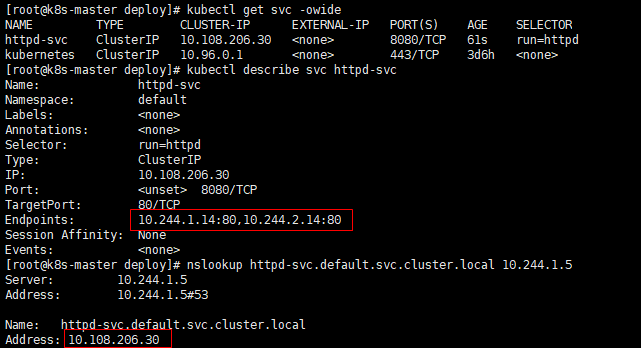 [root@k8s-master deploy]# kubectl get svc -owide
NAME         TYPE        CLUSTER-IP      EXTERNAL-IP   PORT(S)    AGE    SELECTOR
httpd-svc    ClusterIP   10.108.206.30   <none>        8080/TCP   61s    run=httpd
kubernetes   ClusterIP   10.96.0.1       <none>        443/TCP    3d6h   <none>
[root@k8s-master deploy]# kubectl describe svc httpd-svc
Name:              httpd-svc
Namespace:         default
Labels:            <none>
Annotations:       <none>
Selector:          run=httpd
Type:              ClusterIP
IP:                10.108.206.30
Port:              <unset>  8080/TCP
TargetPort:        80/TCP
Endpoints:         10.244.1.14:80,10.244.2.14:80
Session Affinity:  None
Events:            <none>
[root@k8s-master deploy]# nslookup httpd-svc.default.svc.cluster.local 10.244.1.5
Server:         10.244.1.5
Address:        10.244.1.5#53
Name:   httpd-svc.default.svc.cluster.local
Address: 10.108.206.30